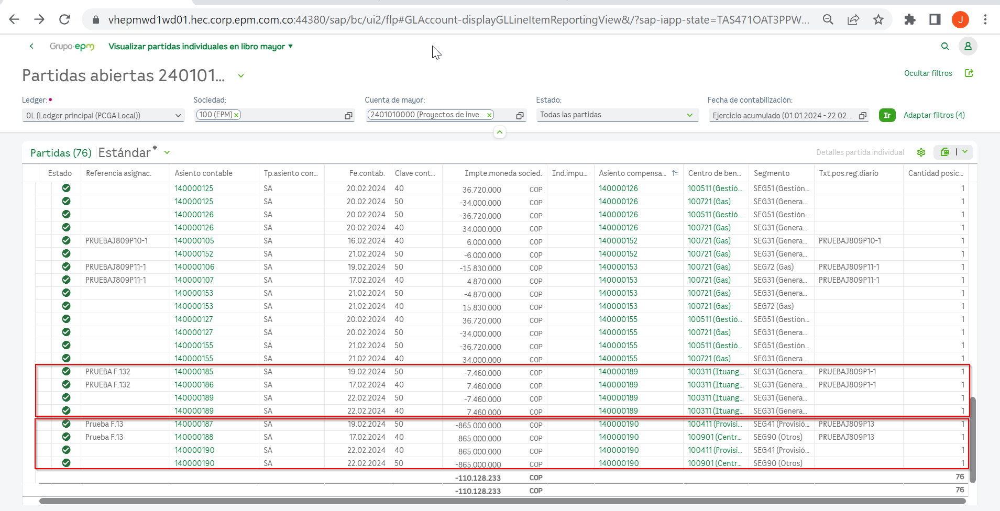 vhepmwd1wd01.hec.corp.epm.com.co:44380/sap/bc/ui2/flp#GLAccount-displayGLLineItemReportingView&/?sap-iapp-state=TAS471OAT3PPW...
J
Grupo·epm Visualizar partidas individuales en libro mayor
Partidas abiertas 240101...
Ocultar filtros
Ledger: Sociedad: Cuenta de mayor: Estado: Fecha de contabilización:
0L (Ledger principal (PCGA Local)) 100 (EPM) 2401010000 (Proyectos de inve... Todas las partidas Ejercicio acumulado (01.01.2024 - 22.02.... Ir Adaptar filtros (4)
Partidas (76) Estándar* Detalles partida individual
Estado Referencia asignac. Asiento contable Tp.asiento con... Fe.contab. Clave cont... Impte.moneda socied. Ind.impu... Asiento compensa... Centro de ben... Segmento Txt.pos.reg.diario Cantidad posic...
140000125 SA 20.02.2024 40 36.720.000 COP 140000126 100511 (Gestió... SEG51 (Gestión... 1
140000125 SA 20.02.2024 50 -34.000.000 COP 140000126 100721 (Gas) SEG31 (Genera... 1
140000126 SA 20.02.2024 50 -36.720.000 COP 140000126 100511 (Gestió... SEG51 (Gestión... 1
140000126 SA 20.02.2024 40 34.000.000 COP 140000126 100721 (Gas) SEG31 (Genera... 1
PRUEBAJ809P10-1 140000105 SA 16.02.2024 40 6.000.000 COP 140000152 100721 (Gas) SEG31 (Genera... PRUEBAJ809P10-1 1
140000152 SA 21.02.2024 50 -6.000.000 COP 140000152 100721 (Gas) SEG31 (Genera... 1
PRUEBAJ809P11-1 140000106 SA 19.02.2024 50 -15.830.000 COP 140000153 100721 (Gas) SEG72 (Gas) PRUEBAJ809P11-1 1
PRUEBAJ809P11-1 140000107 SA 17.02.2024 40 4.870.000 COP 140000153 100721 (Gas) SEG31 (Genera... PRUEBAJ809P11-1 1
140000153 SA 21.02.2024 50 -4.870.000 COP 140000153 100721 (Gas) SEG31 (Genera... 1
140000153 SA 21.02.2024 40 15.830.000 COP 140000153 100721 (Gas) SEG72 (Gas) 1
140000127 SA 20.02.2024 40 36.720.000 COP 140000155 100511 (Gestió... SEG51 (Gestión... 1
140000127 SA 20.02.2024 50 -34.000.000 COP 140000155 100721 (Gas) SEG31 (Genera... 1
140000155 SA 21.02.2024 50 -36.720.000 COP 140000155 100511 (Gestió... SEG51 (Gestión... 1
140000155 SA 21.02.2024 40 34.000.000 COP 140000155 100721 (Gas) SEG31 (Genera... 1
PRUEBA F.132 140000185 SA 19.02.2024 50 -7.460.000 COP 140000189 100311 (Ituang... SEG31 (Genera... PRUEBAJ809P1-1 1
PRUEBA F.132 140000186 SA 17.02.2024 40 7.460.000 COP 140000189 100311 (Ituang... SEG31 (Genera... PRUEBAJ809P1-1 1
140000189 SA 22.02.2024 50 -7.460.000 COP 140000189 100311 (Ituang... SEG31 (Genera... 1
140000189 SA 22.02.2024 40 7.460.000 COP 140000189 100311 (Ituang... SEG31 (Genera... 1
Prueba F.13 140000187 SA 19.02.2024 50 -865.000.000 COP 140000190 100411 (Provisi... SEG41 (Provisió... PRUEBAJ809P13 1
Prueba F.13 140000188 SA 17.02.2024 40 865.000.000 COP 140000190 100901 (Centr... SEG90 (Otros) PRUEBAJ809P13 1
140000190 SA 22.02.2024 40 865.000.000 COP 140000190 100411 (Provisi... SEG41 (Provisió... 1
140000190 SA 22.02.2024 50 -865.000.000 COP 140000190 100901 (Centr... SEG90 (Otros) 1
-110.128.233 COP 76
-110.128.233 COP 76